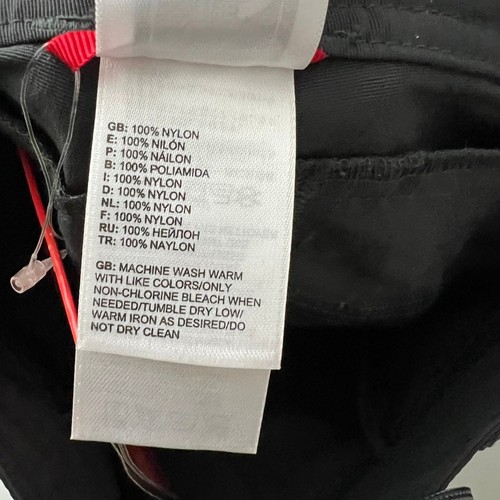 GB: 100% NYLON
E: 100% NILÓN
P: 100% NÁILON
B: 100% POLIAMIDA
I: 100% NYLON
D: 100% NYLON
NL: 100% NYLON
F: 100% NYLON
RU: 100% НЕЙЛОН
TR: 100% NAYLON
GB: MACHINE WASH WARM
WITH LIKE COLORS/ONLY
NON-CHLORINE BLEACH WHEN
NEEDED/TUMBLE DRY LOW/
WARM IRON AS DESIRED/DO
NOT DRY CLEAN